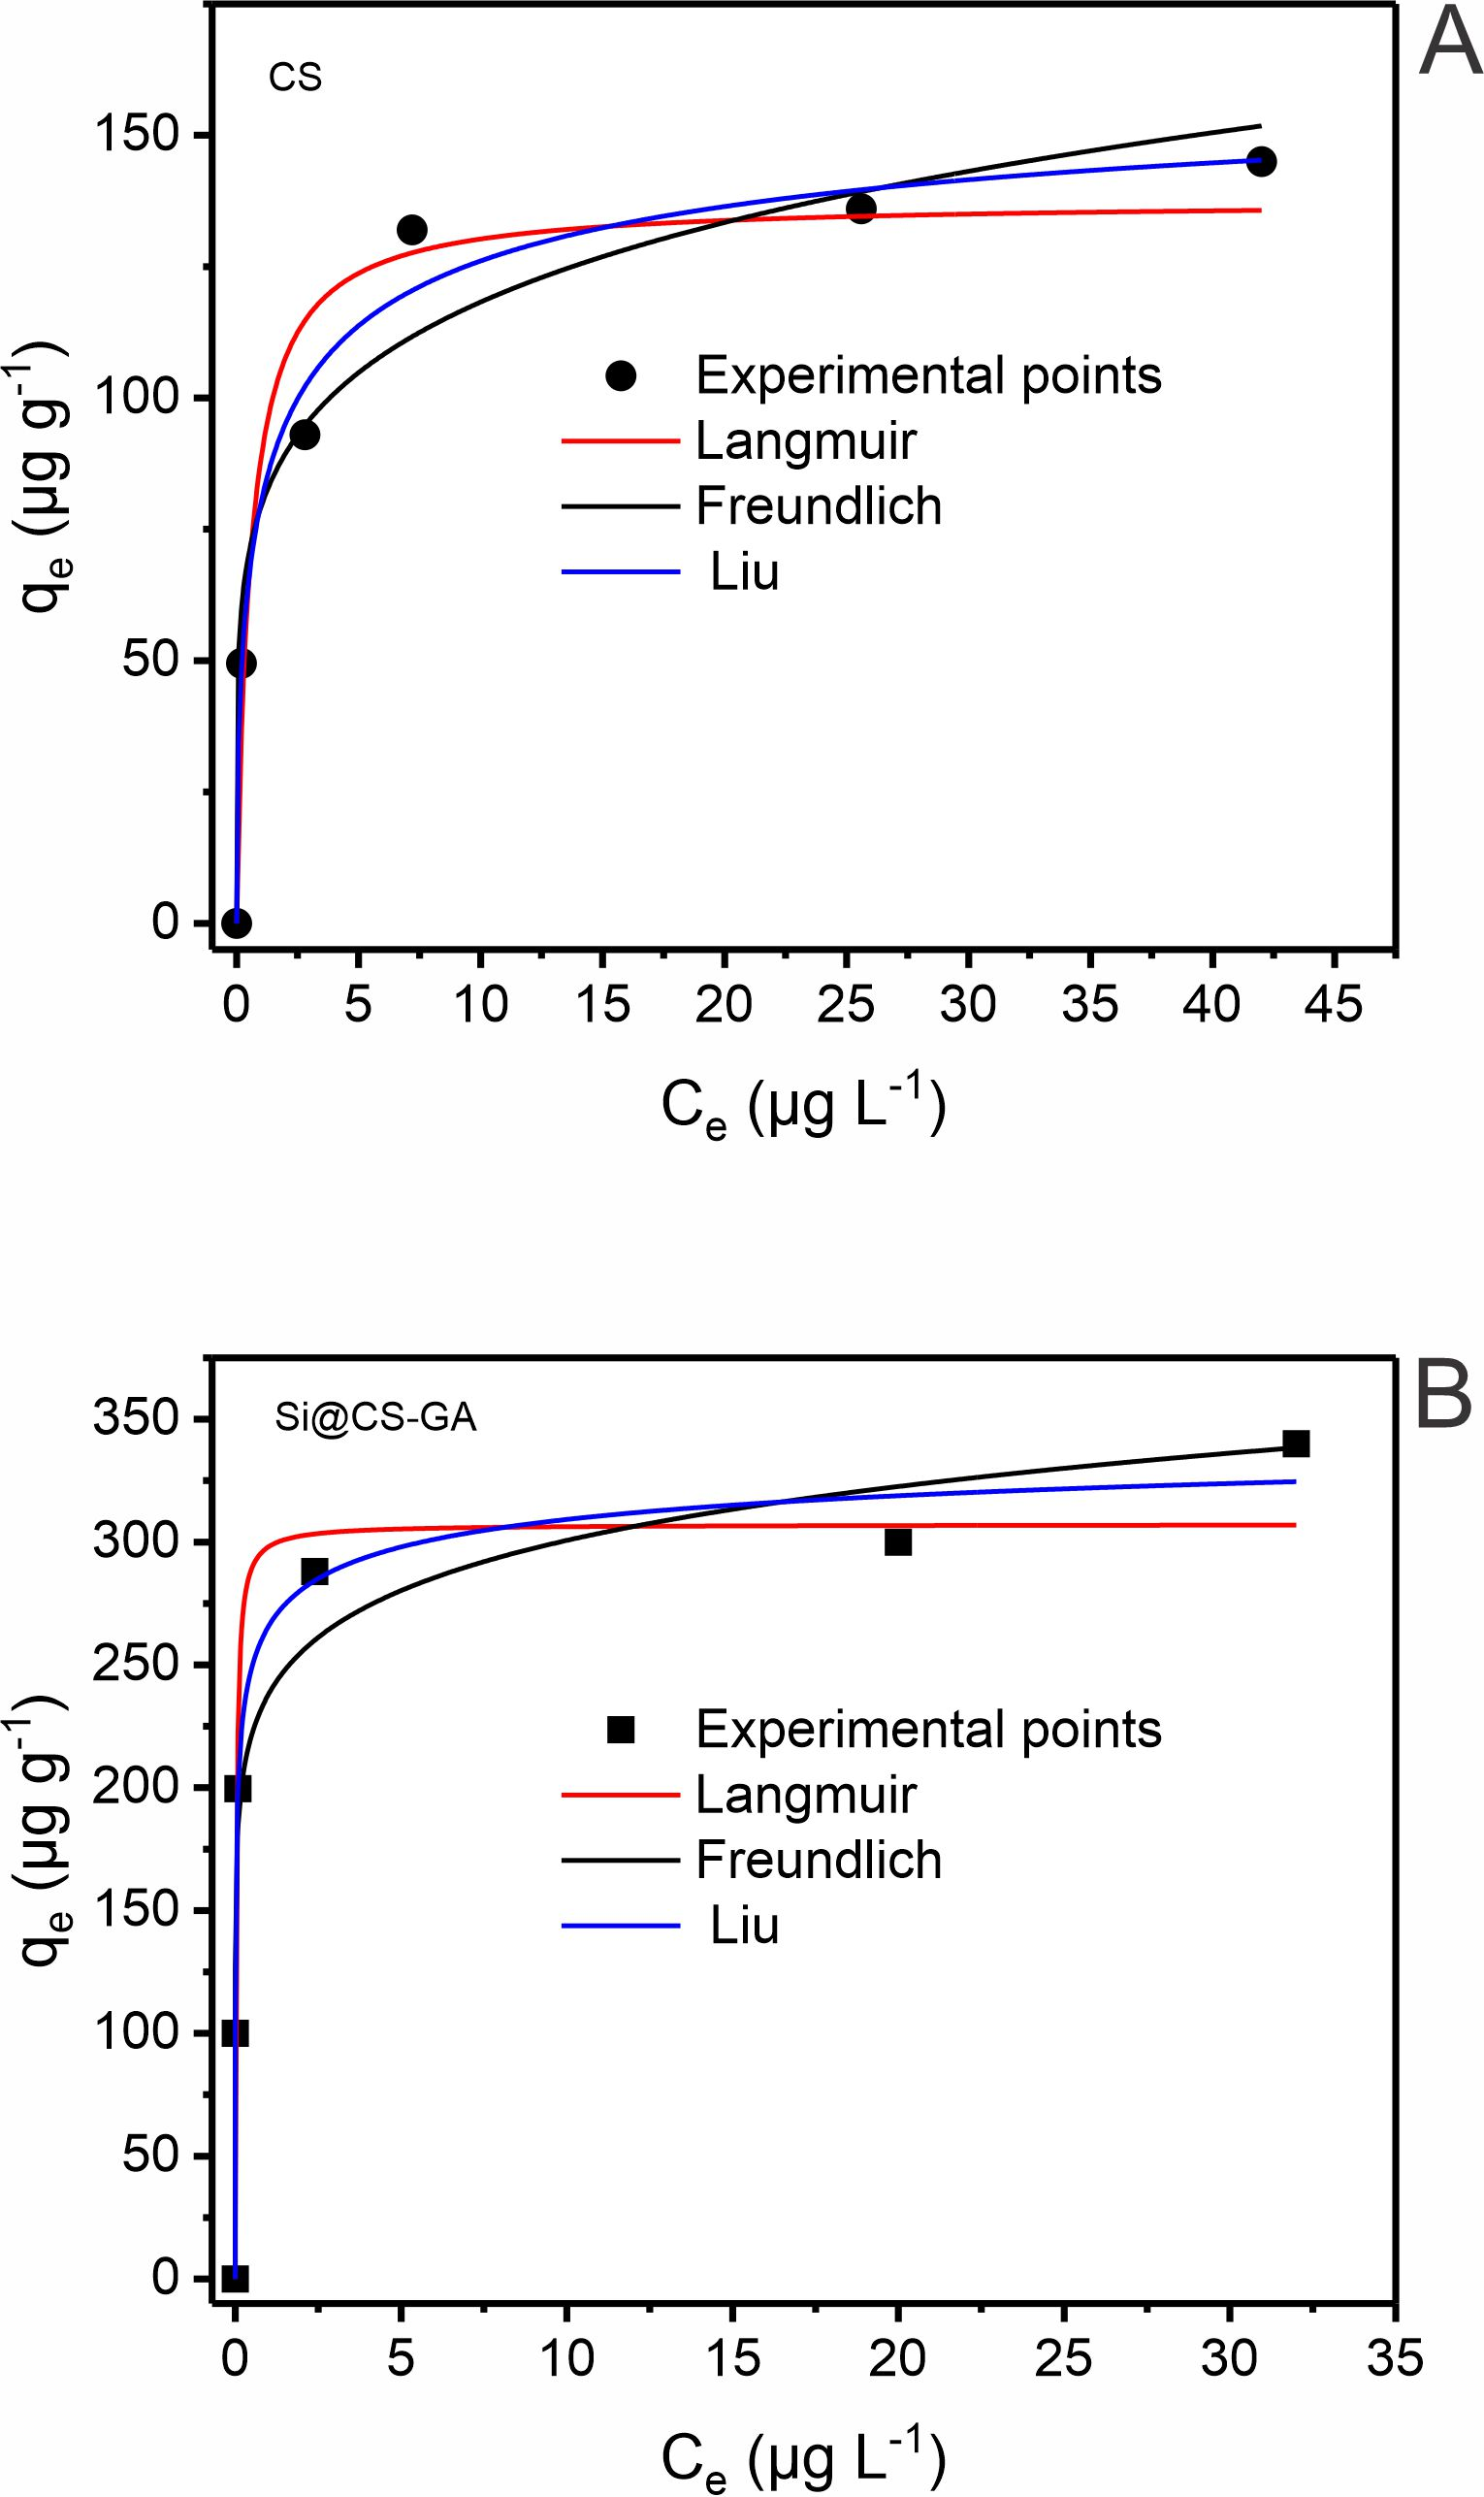 A
CS
150
100
50
0
qe (µg g-1)
Experimental points
Langmuir
Freundlich
Liu
0 5 10 15 20 25 30 35 40 45
Ce (µg L-1)
B
Si@CS-GA
350
300
250
200
150
100
50
0
qe (µg g-1)
Experimental points
Langmuir
Freundlich
Liu
0 5 10 15 20 25 30 35
Ce (µg L-1)